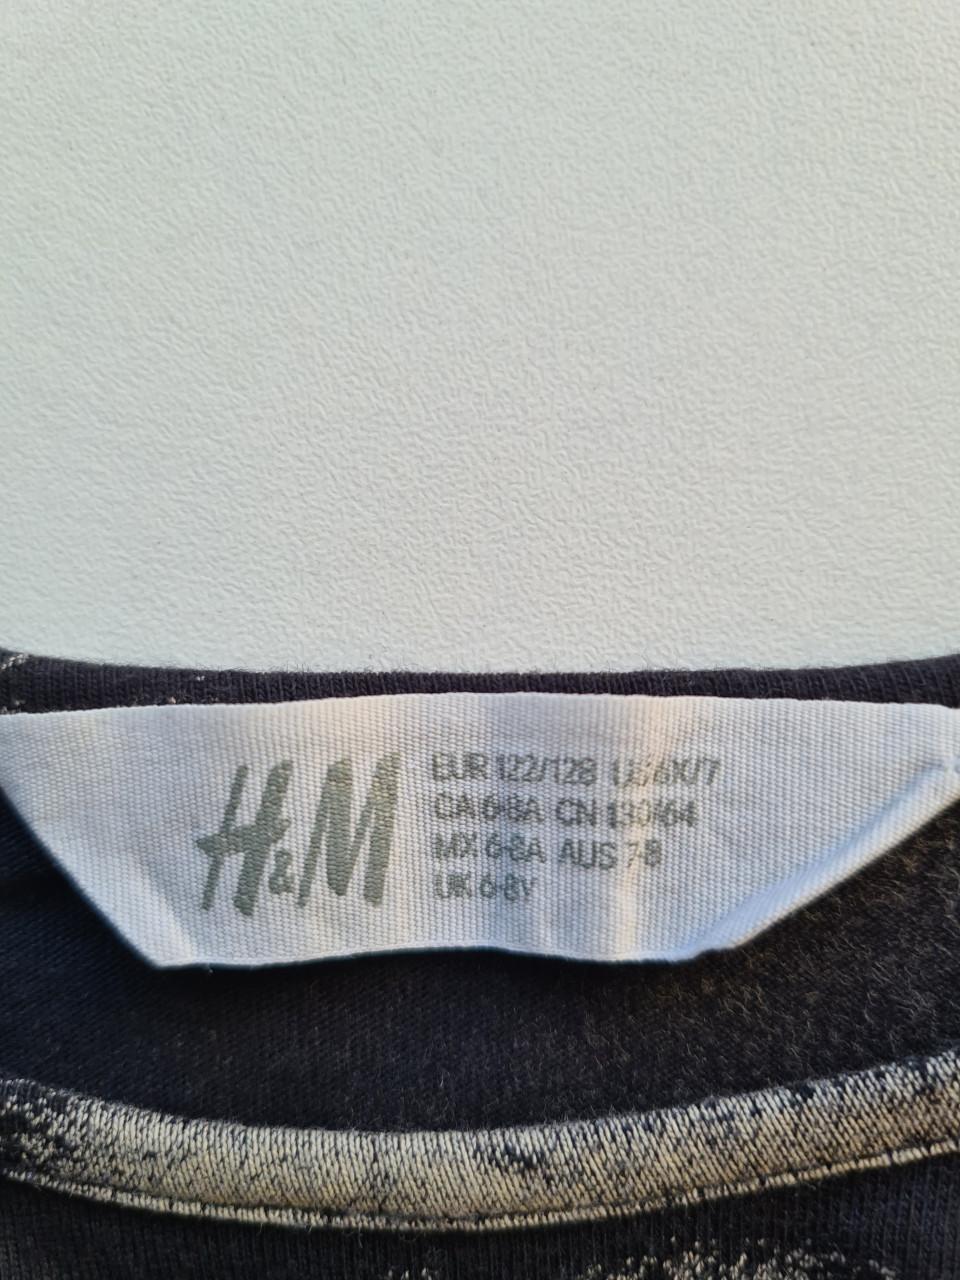 H&M
EUR 122/128 US 6X/7
CA 6-8A CN 130/64
MX 6-8A AUS 7-8
UK 6-8Y